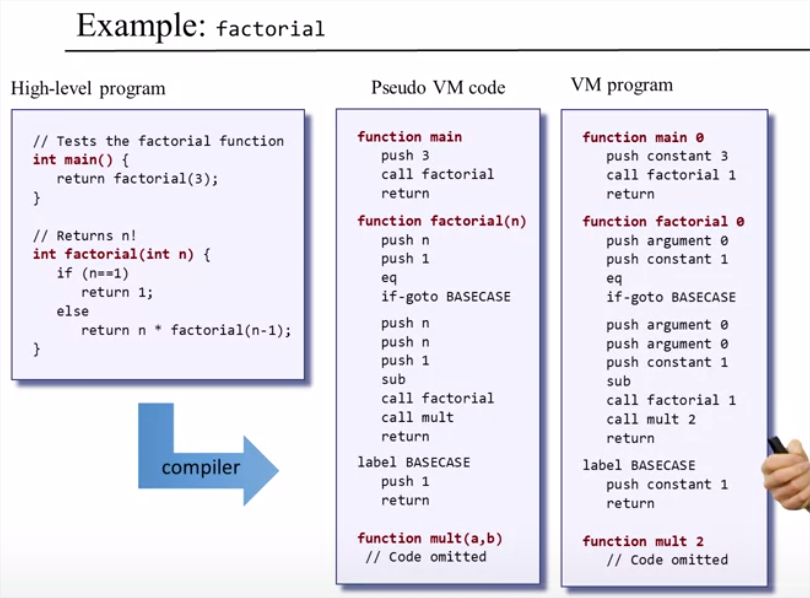 Example: factorial
High-level program
// Tests the factorial function
int main() {
return factorial(3);
}
// Returns n!
int factorial(int n) {
if (n==1)
return 1;
else
return n * factorial(n-1);
}
compiler
Pseudo VM code
function main
push 3
call factorial
return
function factorial(n)
push n
push 1
eq
if-goto BASECASE
push n
push n
push 1
sub
call factorial
call mult
return
label BASECASE
push 1
return
function mult(a,b)
// Code omitted
VM program
function main 0
push constant 3
call factorial 1
return
function factorial 0
push argument 0
push constant 1
eq
if-goto BASECASE
push argument 0
push argument 0
push constant 1
sub
call factorial 1
call mult 2
return
label BASECASE
push constant 1
return
function mult 2
// Code omitted